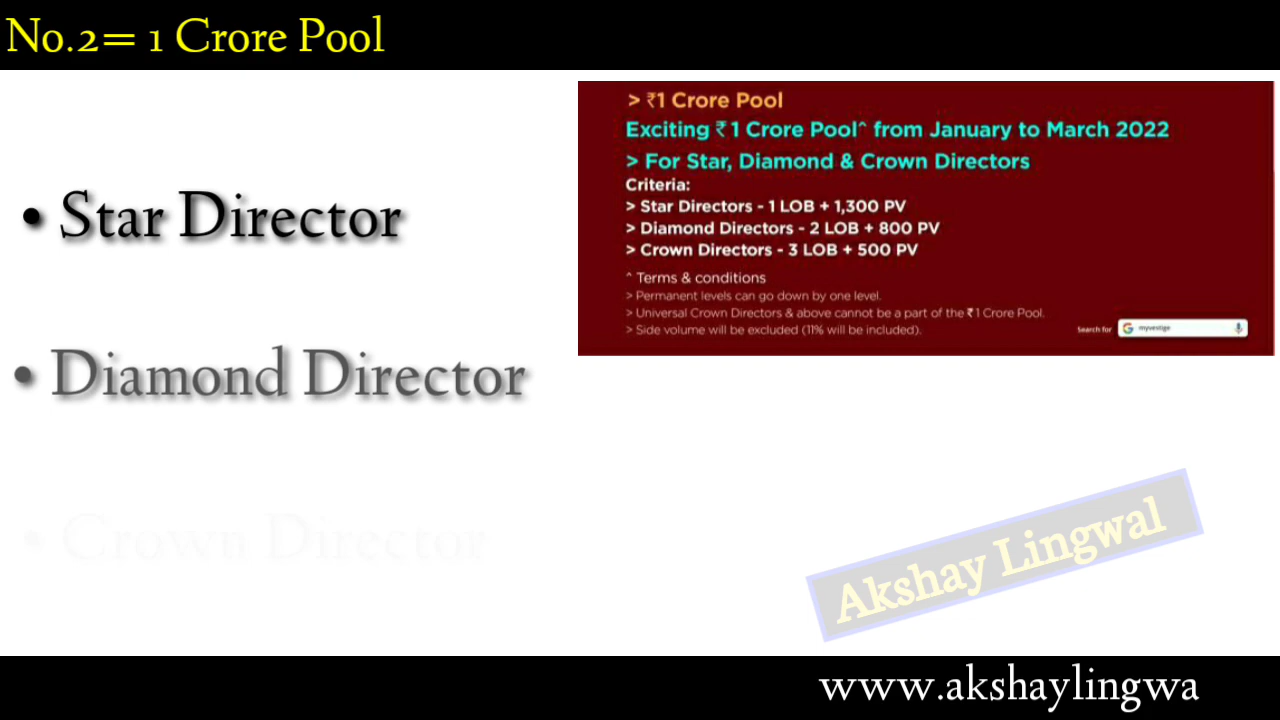 No.2= 1 Crore Pool
• Star Director
• Diamond Director
• Crown Director
> ₹1 Crore Pool
Exciting ₹1 Crore Pool^ from January to March 2022
> For Star, Diamond & Crown Directors
Criteria:
> Star Directors - 1 LOB + 1,300 PV
> Diamond Directors - 2 LOB + 800 PV
> Crown Directors - 3 LOB + 500 PV
^ Terms & conditions
> Permanent levels can go down by one level.
> Universal Crown Directors & above cannot be a part of the ₹1 Crore Pool.
> Side volume will be excluded (11% will be included).
Search for G myvestige
Akshay Lingwal
www.akshaylingwa